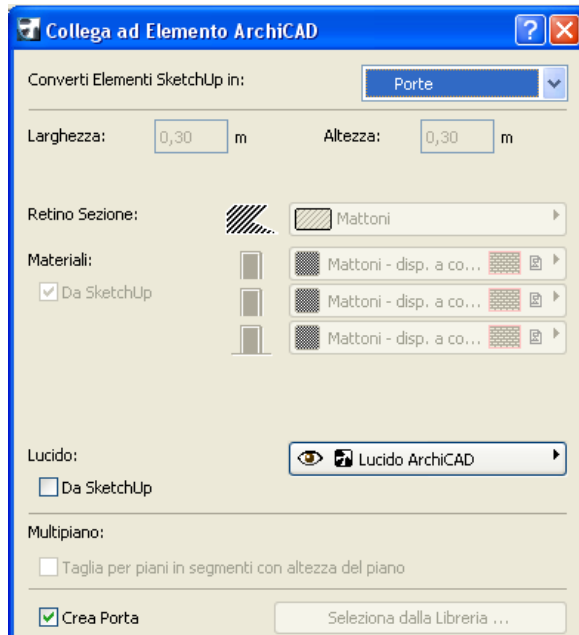 Collega ad Elemento ArchiCAD
Converti Elementi SketchUp in: Porte
Larghezza: 0,30 m Altezza: 0,30 m
Retino Sezione: Mattoni
Materiali: Mattoni - disp. a co...
Da SketchUp Mattoni - disp. a co...
Mattoni - disp. a co...
Lucido: Lucido ArchiCAD
Da SketchUp
Multipiano:
Taglia per piani in segmenti con altezza del piano
Crea Porta Seleziona dalla Libreria ...